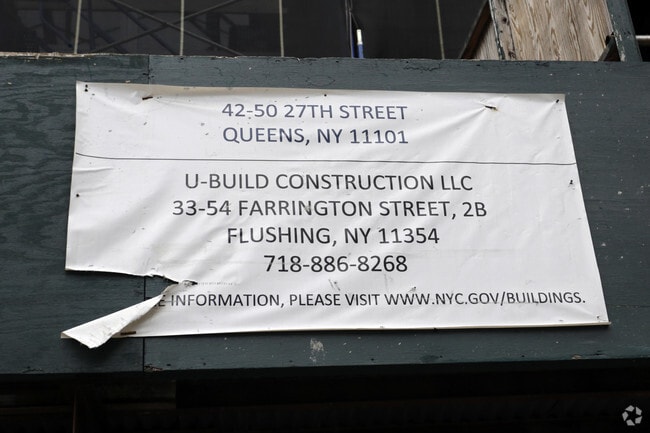 42-50 27TH STREET
QUEENS, NY 11101
U-BUILD CONSTRUCTION LLC
33-54 FARRINGTON STREET, 2B
FLUSHING, NY 11354
718-886-8268
INFORMATION, PLEASE VISIT WWW.NYC.GOV/BUILDINGS.